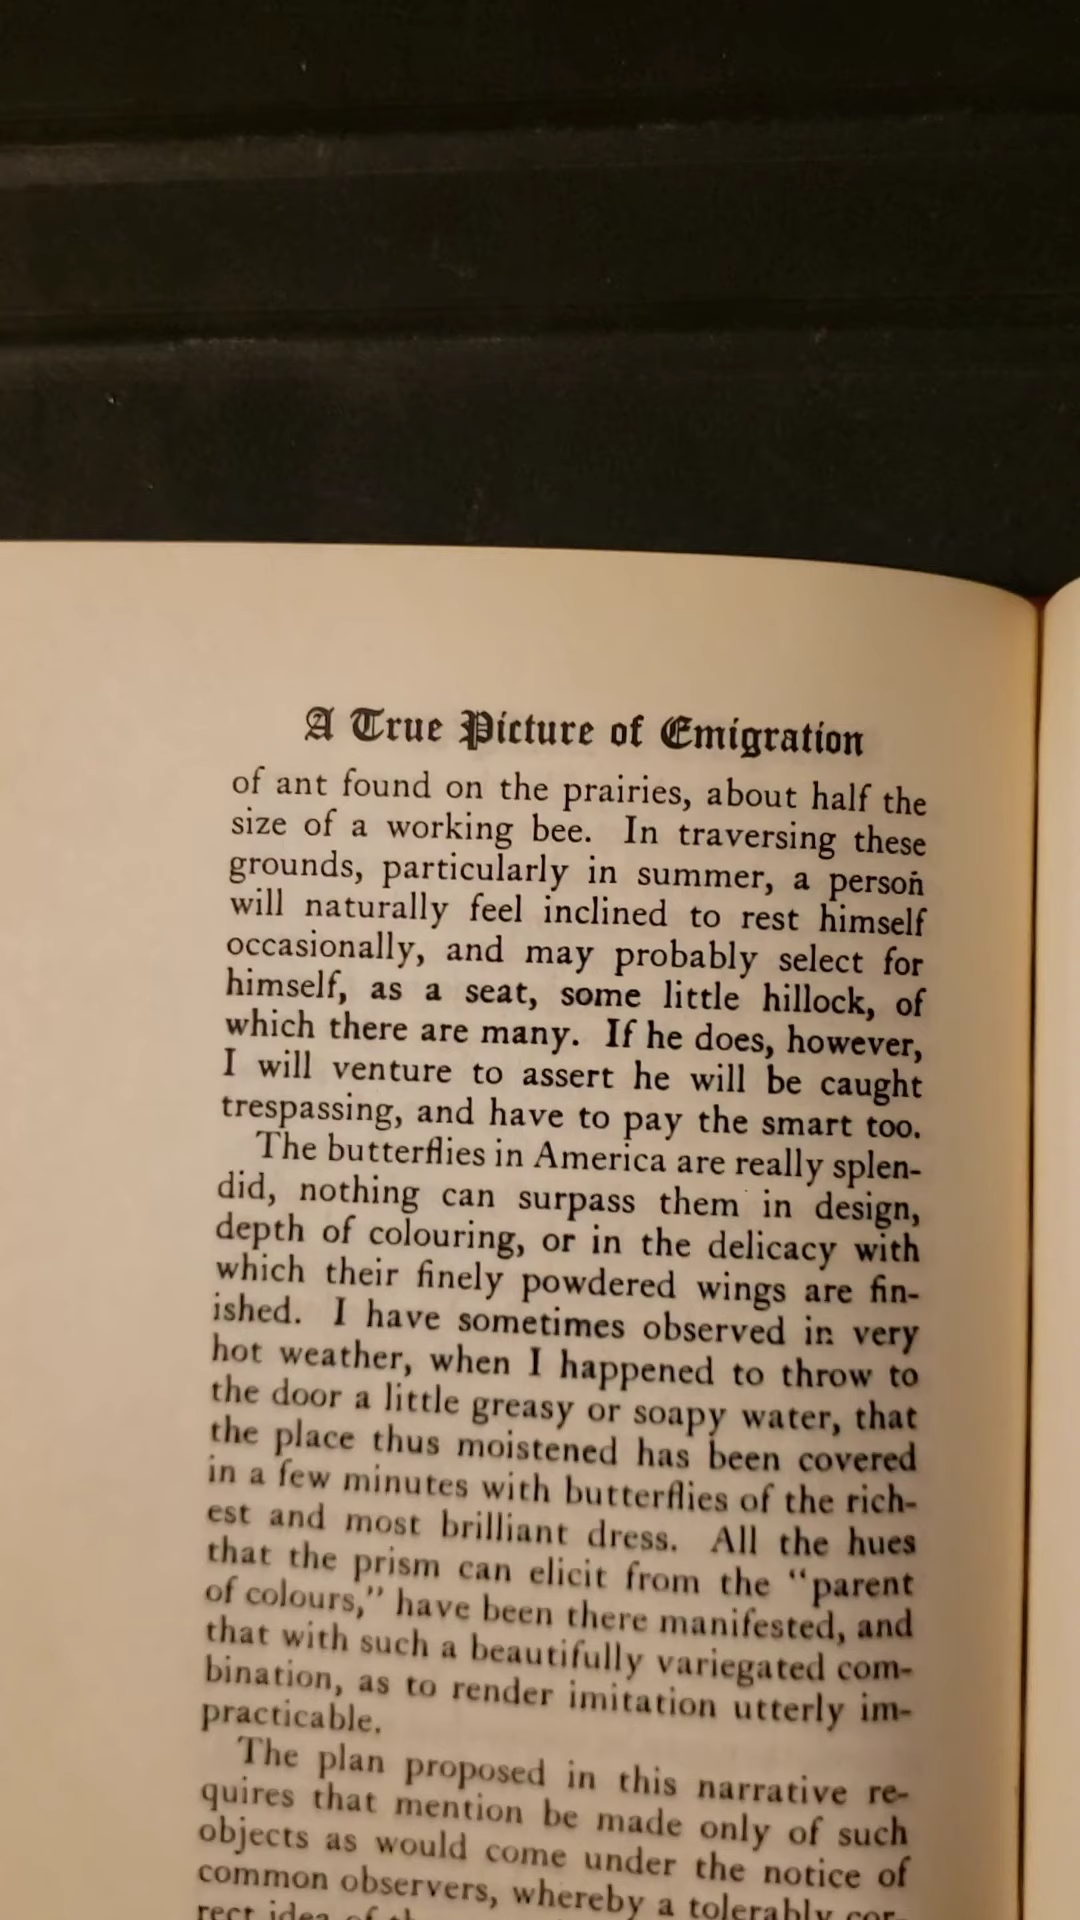 A True Picture of Emigration
of ant found on the prairies, about half the
size of a working bee. In traversing these
grounds, particularly in summer, a person
will naturally feel inclined to rest himself
occasionally, and may probably select for
himself, as a seat, some little hillock, of
which there are many. If he does, however,
I will venture to assert he will be caught
trespassing, and have to pay the smart too.
The butterflies in America are really splen-
did, nothing can surpass them in design,
depth of colouring, or in the delicacy with
which their finely powdered wings are fin-
ished. I have sometimes observed in very
hot weather, when I happened to throw to
the door a little greasy or soapy water, that
the place thus moistened has been covered
in a few minutes with butterflies of the rich-
est and most brilliant dress. All the hues
that the prism can elicit from the “parent
of colours,” have been there manifested, and
that with such a beautifully variegated com-
bination, as to render imitation utterly im-
practicable.
The plan proposed in this narrative re-
quires that mention be made only of such
objects as would come under the notice of
common observers, whereby a tolerably cor-
rect idea of